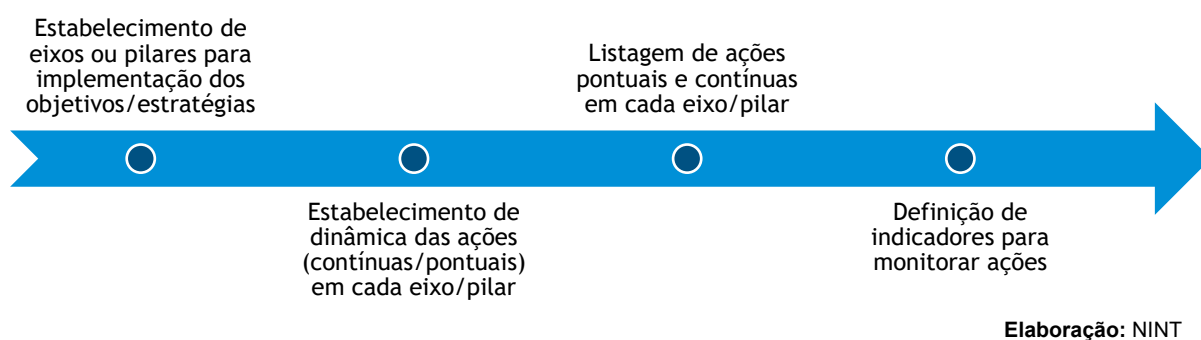 Estabelecimento de
eixos ou pilares para
implementação dos
objetivos/estratégias
Estabelecimento de
dinâmica das ações
(contínuas/pontuais)
em cada eixo/pilar
Listagem de ações
pontuais e contínuas
em cada eixo/pilar
Definição de
indicadores para
monitorar ações
Elaboração: NINT